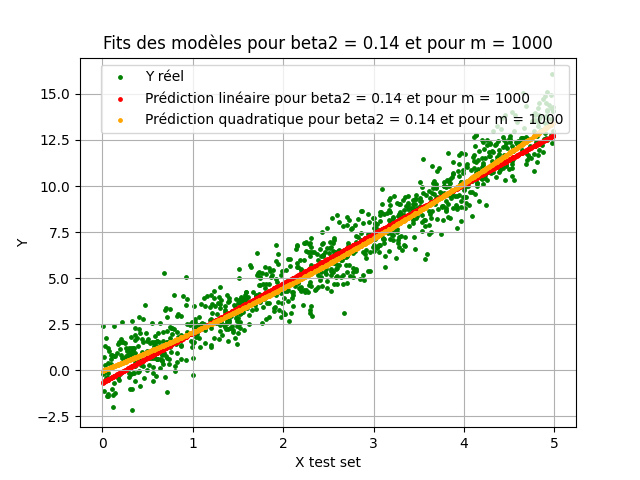 Fits des modèles pour beta2 = 0.14 et pour m = 1000
Y réel
Prédiction linéaire pour beta2 = 0.14 et pour m = 1000
Prédiction quadratique pour beta2 = 0.14 et pour m = 1000
15.0
12.5
10.0
7.5
5.0
2.5
0.0
−2.5
Y
0 1 2 3 4 5
X test set